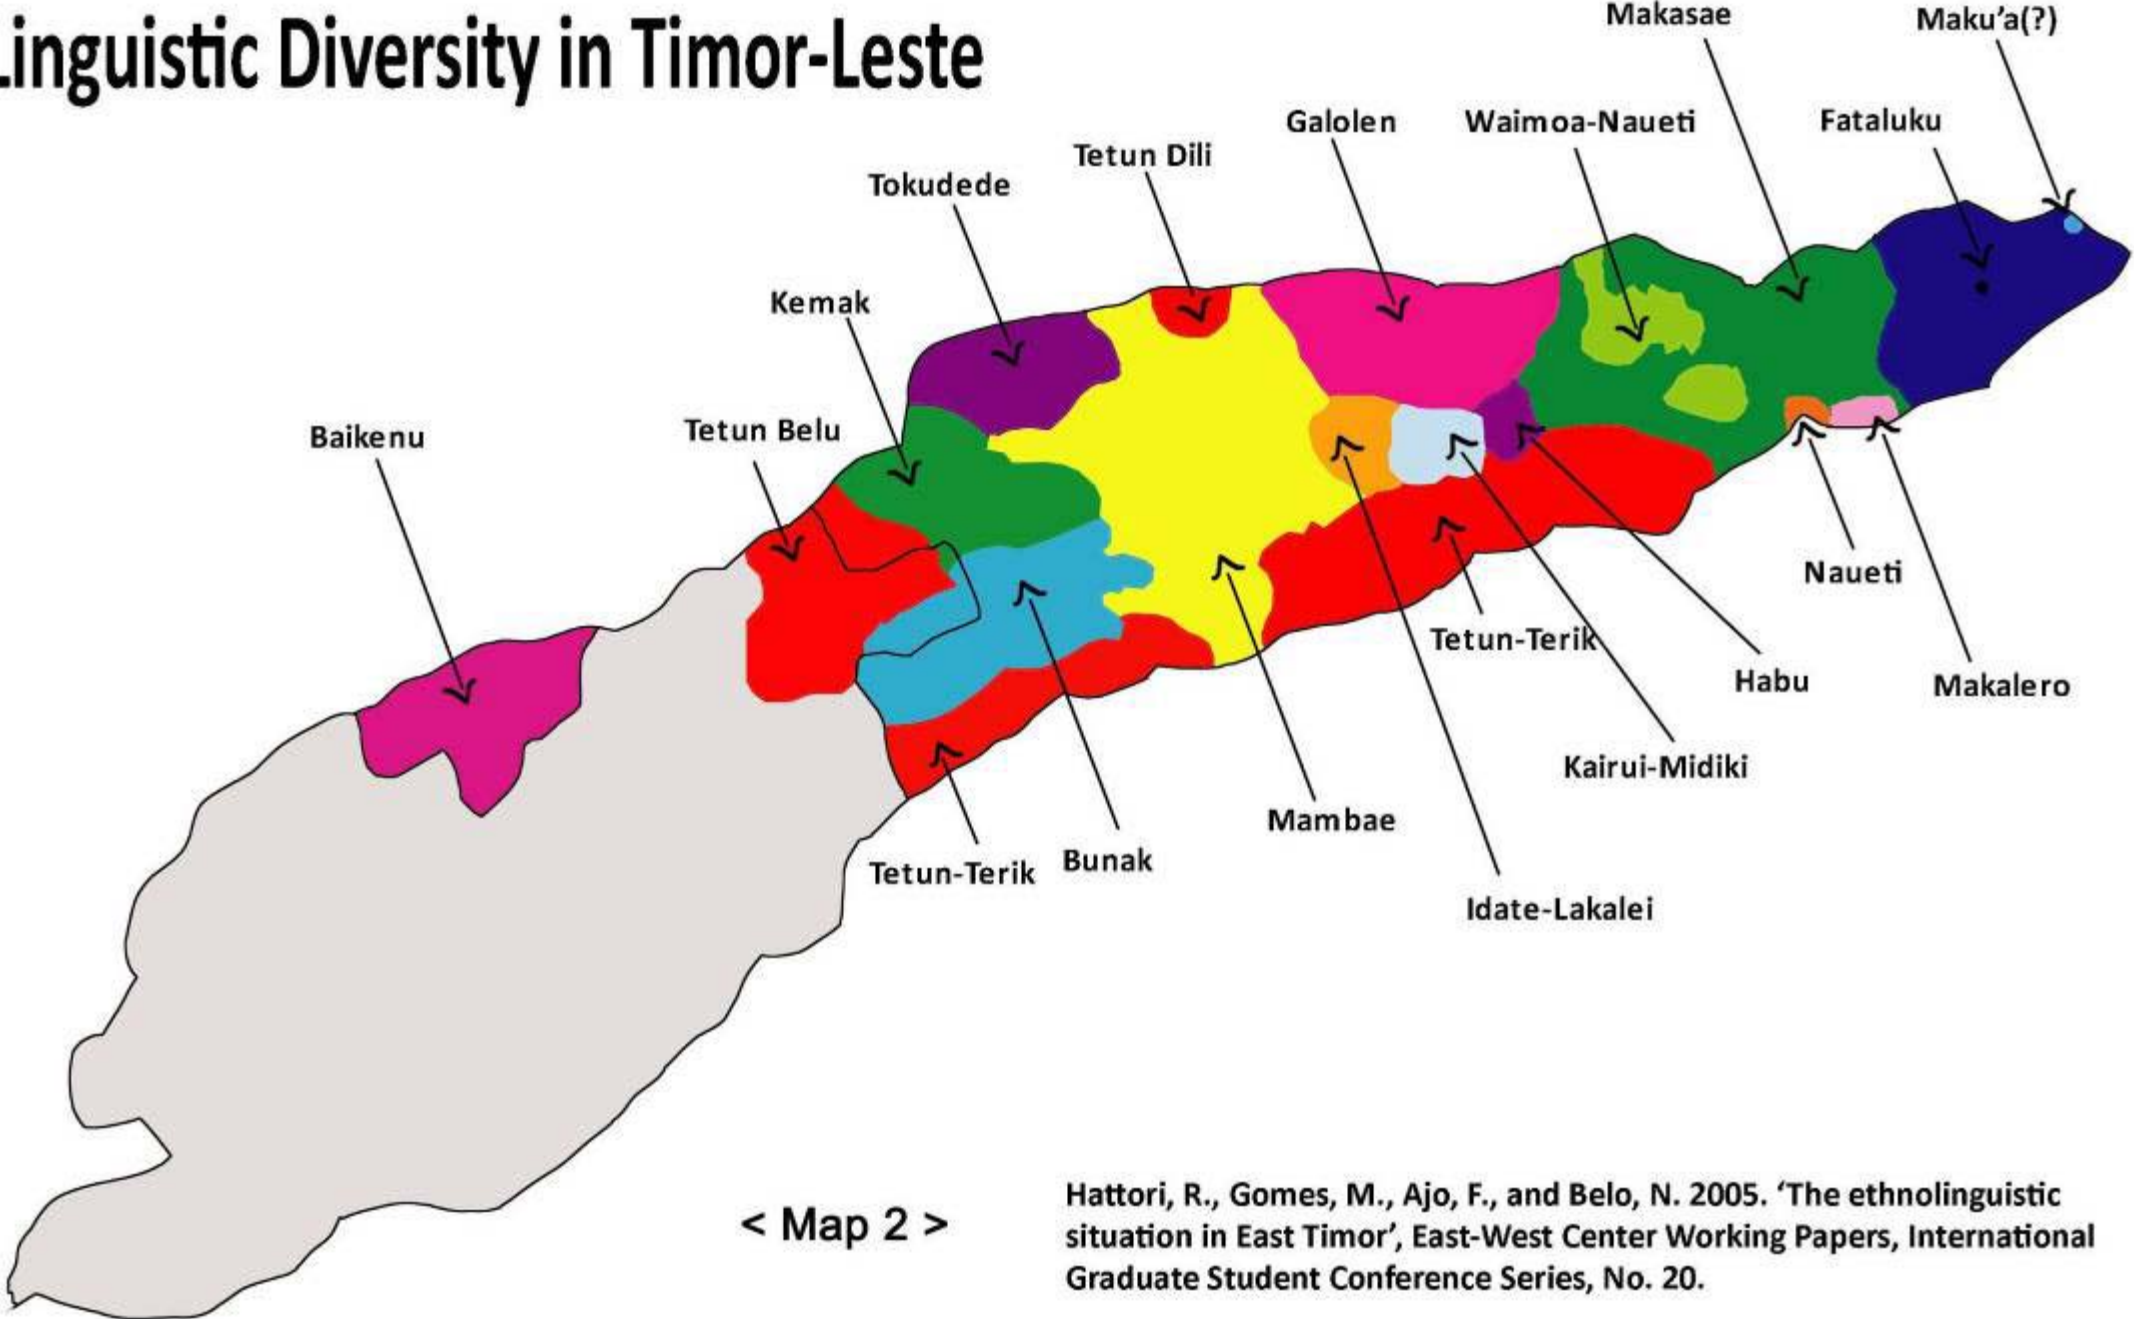 Linguistic Diversity in Timor-Leste
Makasae
Maku'a(?)
Galolen
Waimoa-Naueti
Fataluku
Tetun Dili
Tokudede
Kemak
Baikenu
Tetun Belu
Naueti
Tetun-Terik
Habu
Makalero
Kairui-Midiki
Mambae
Tetun-Terik
Bunak
Idate-Lakalei
< Map 2 >
Hattori, R., Gomes, M., Ajo, F., and Belo, N. 2005. ‘The ethnolinguistic
situation in East Timor’, East-West Center Working Papers, International
Graduate Student Conference Series, No. 20.